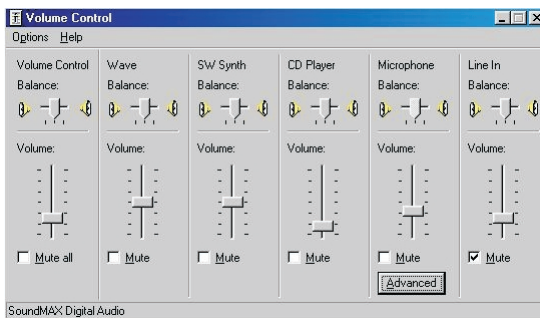 Volume Control
Options Help
Volume Control Wave SW Synth CD Player Microphone Line In
Balance: Balance: Balance: Balance: Balance: Balance:
Volume: Volume: Volume: Volume: Volume: Volume:
Mute all Mute Mute Mute Mute Mute
Advanced
SoundMAX Digital Audio